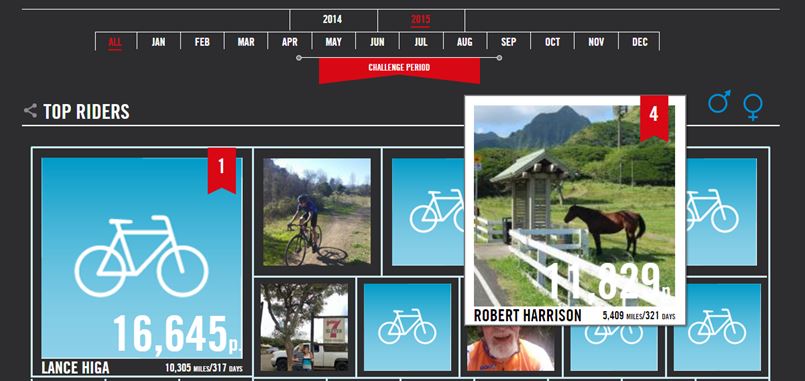 2014 2015
ALL JAN FEB MAR APR MAY JUN JUL AUG SEP OCT NOV DEC
CHALLENGE PERIOD
TOP RIDERS
1
16,645p.
LANCE HIGA 10,305 MILES/317 DAYS
4
11,829p.
ROBERT HARRISON 5,409 MILES/321 DAYS
7